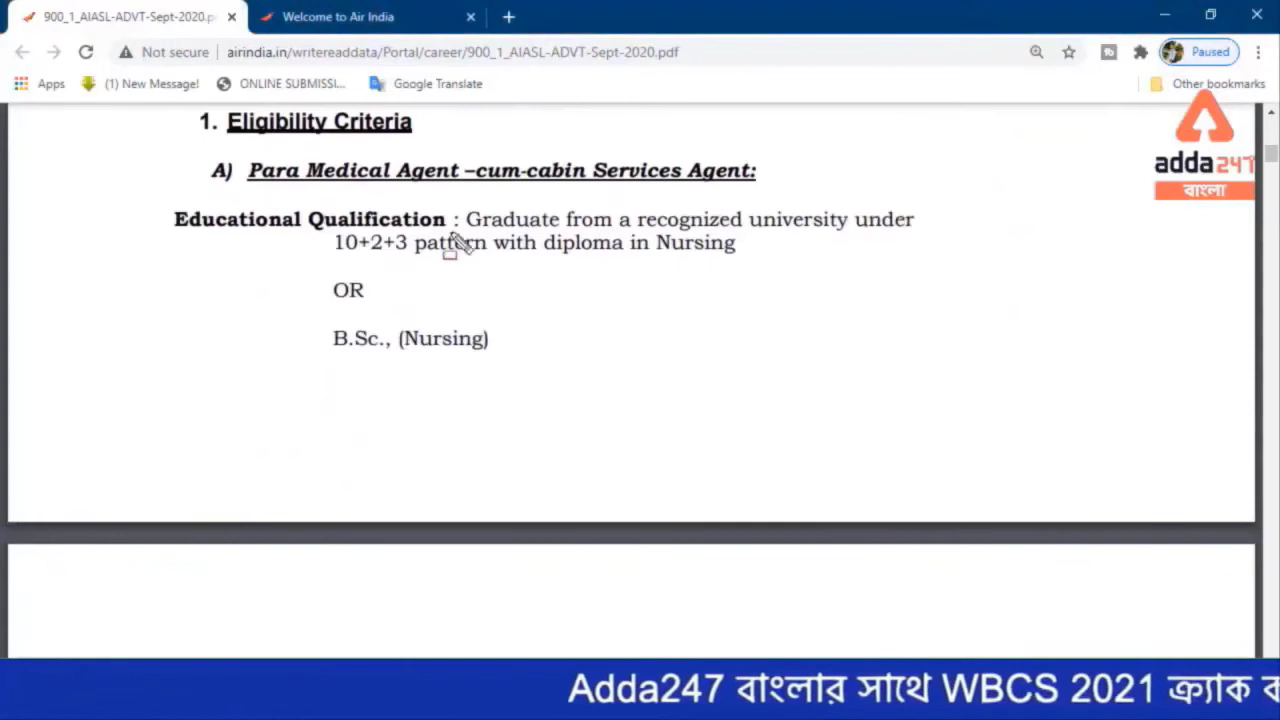 900_1_AIASL-ADVT-Sept-2020.p
Welcome to Air India
Not secure
airindia.in/writereaddata/Portal/career/900_1_AIASL-ADVT-Sept-2020.pdf
Paused
Apps
(1) New Message!
ONLINE SUBMISSI...
Google Translate
Other bookmarks
adda247
বাংলা
1. Eligibility Criteria
A) Para Medical Agent –cum-cabin Services Agent:
Educational Qualification : Graduate from a recognized university under
10+2+3 pattern with diploma in Nursing
OR
B.Sc., (Nursing)
Adda247 বাংলার সাথে WBCS 2021 ক্র্যাক